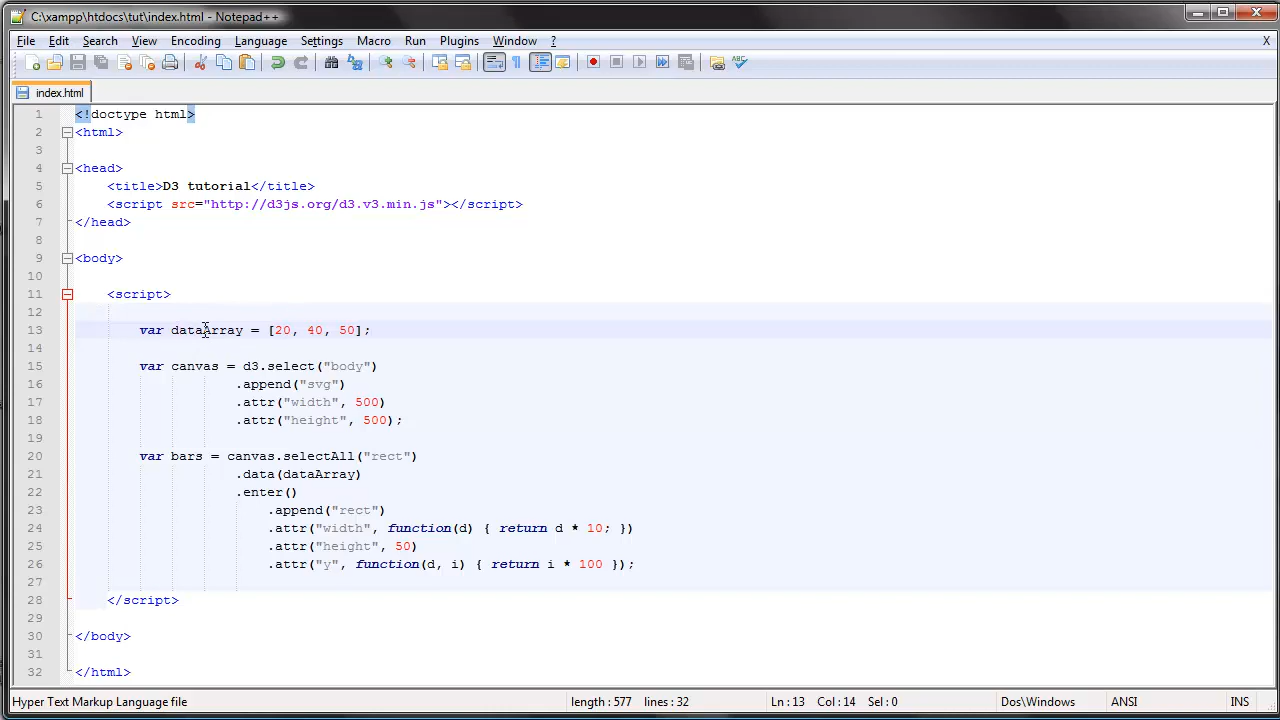 C:\xampp\htdocs\tut\index.html - Notepad++
File Edit Search View Encoding Language Settings Macro Run Plugins Window ? X
index.html
1 <!doctype html>
2 <html>
3
4 <head>
5 <title>D3 tutorial</title>
6 <script src="http://d3js.org/d3.v3.min.js"></script>
7 </head>
8
9 <body>
10
11 <script>
12
13 var dataArray = [20, 40, 50];
14
15 var canvas = d3.select("body")
16 .append("svg")
17 .attr("width", 500)
18 .attr("height", 500);
19
20 var bars = canvas.selectAll("rect")
21 .data(dataArray)
22 .enter()
23 .append("rect")
24 .attr("width", function(d) { return d * 10; })
25 .attr("height", 50)
26 .attr("y", function(d, i) { return i * 100 });
27
28 </script>
29
30 </body>
31
32 </html>
Hyper Text Markup Language file length : 577 lines : 32 Ln : 13 Col : 14 Sel : 0 Dos\Windows ANSI INS